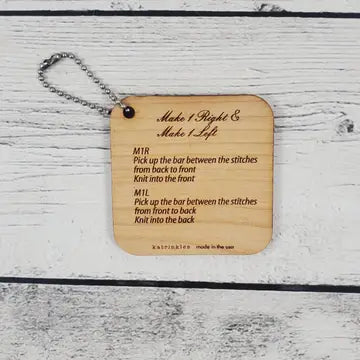 Make 1 Right &
Make 1 Left
M1R
Pick up the bar between the stitches
from back to front
Knit into the front
M1L
Pick up the bar between the stitches
from front to back
Knit into the back
katrinkles made in the usa